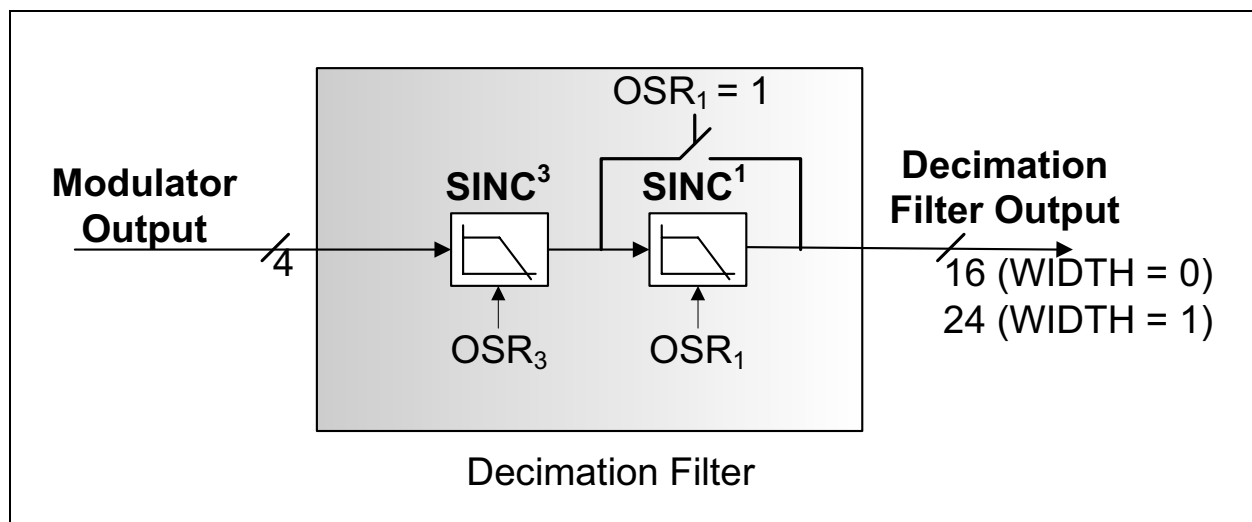 OSR₁ = 1
Modulator
Output
4
SINC³
SINC¹
OSR₃
OSR₁
Decimation
Filter Output
16 (WIDTH = 0)
24 (WIDTH = 1)
Decimation Filter